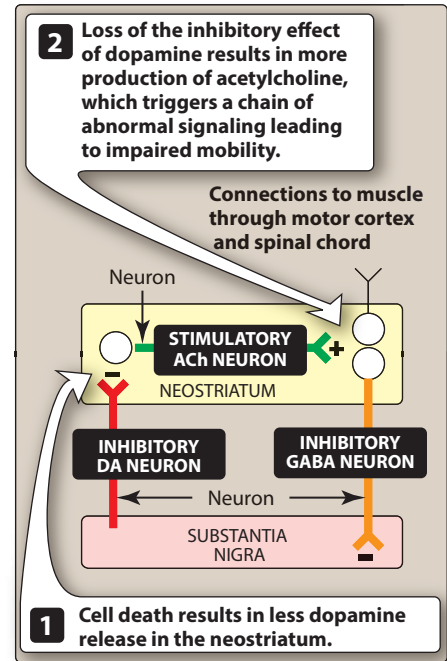 2 Loss of the inhibitory effect
of dopamine results in more
production of acetylcholine,
which triggers a chain of
abnormal signaling leading
to impaired mobility.
Connections to muscle
through motor cortex
and spinal chord
Neuron
STIMULATORY
ACh NEURON
+
-
NEOSTRIATUM
INHIBITORY
DA NEURON
INHIBITORY
GABA NEURON
Neuron
SUBSTANTIA
NIGRA
-
1 Cell death results in less dopamine
release in the neostriatum.